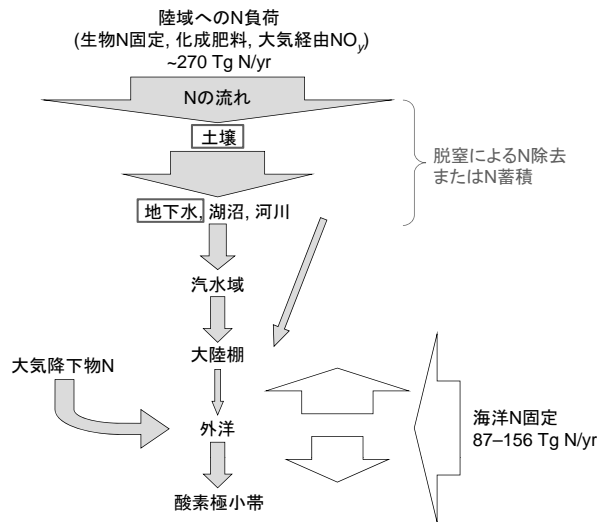 陸域へのN負荷
(生物N固定, 化成肥料, 大気経由NOy)
~270 Tg N/yr
Nの流れ
土壌
脱窒によるN除去
またはN蓄積
地下水, 湖沼, 河川
汽水域
大陸棚
大気降下物N
外洋
海洋N固定
87–156 Tg N/yr
酸素極小帯